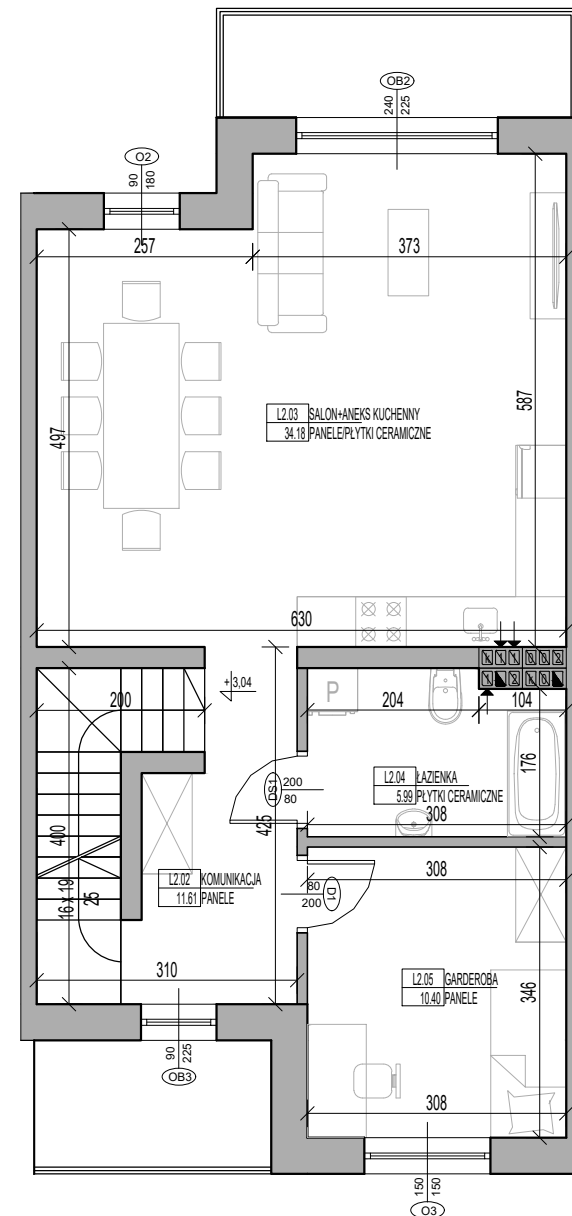 OB2
240
225
O2
90
180
257
373
587
497
L2.03 SALON+ANEKS KUCHENNY
34.18 PANELE/PŁYTKI CERAMICZNE
630
+3,04
200
P
204
104
176
DS1
200
80
L2.04 ŁAZIENKA
5.99 PŁYTKI CERAMICZNE
308
425
400
16 x 19
25
L2.02 KOMUNIKACJA
11.61 PANELE
80
200
D1
308
346
L2.05 GARDEROBA
10.40 PANELE
310
90
225
OB3
308
150
150
O3